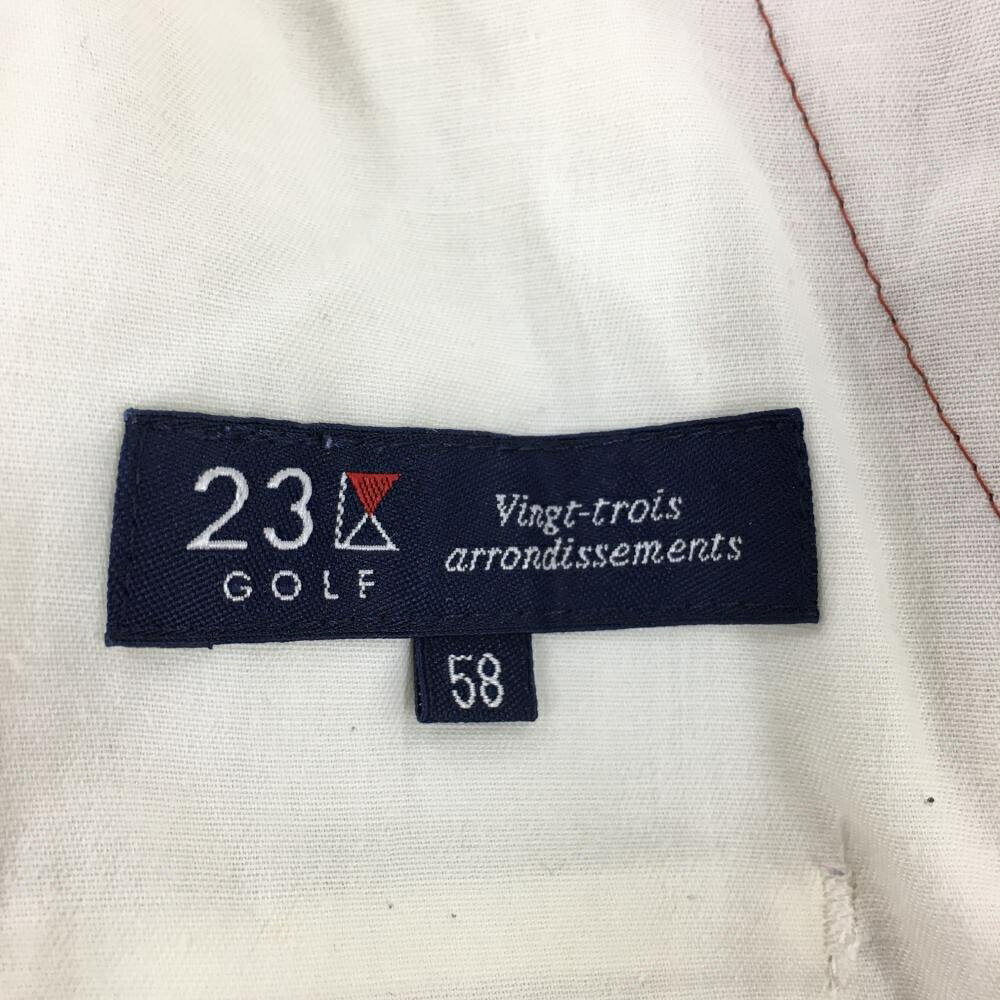 23
GOLF
Vingt-trois
arrondissements
58